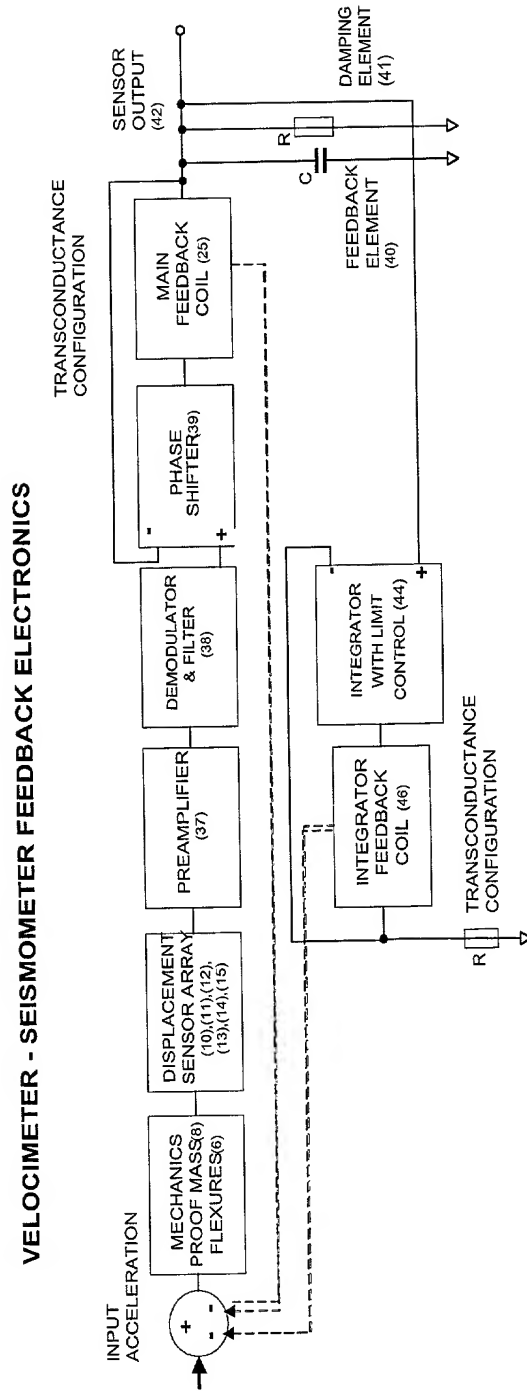 VELOCIMETER - SEISMOMETER FEEDBACK ELECTRONICS
INPUT
ACCELERATION
+
-
-
MECHANICS
PROOF MASS(8)
FLEXURES(6)
DISPLACEMENT
SENSOR ARRAY
(10),(11),(12),
(13),(14),(15)
PREAMPLIFIER
(37)
DEMODULATOR
& FILTER
(38)
TRANSCONDUCTANCE
CONFIGURATION
-
+
PHASE
SHIFTER(39)
MAIN
FEEDBACK
COIL (25)
SENSOR
OUTPUT
(42)
R
C
DAMPING
ELEMENT
(41)
FEEDBACK
ELEMENT
(40)
-
+
INTEGRATOR
WITH LIMIT
CONTROL (44)
INTEGRATOR
FEEDBACK
COIL (46)
R
TRANSCONDUCTANCE
CONFIGURATION